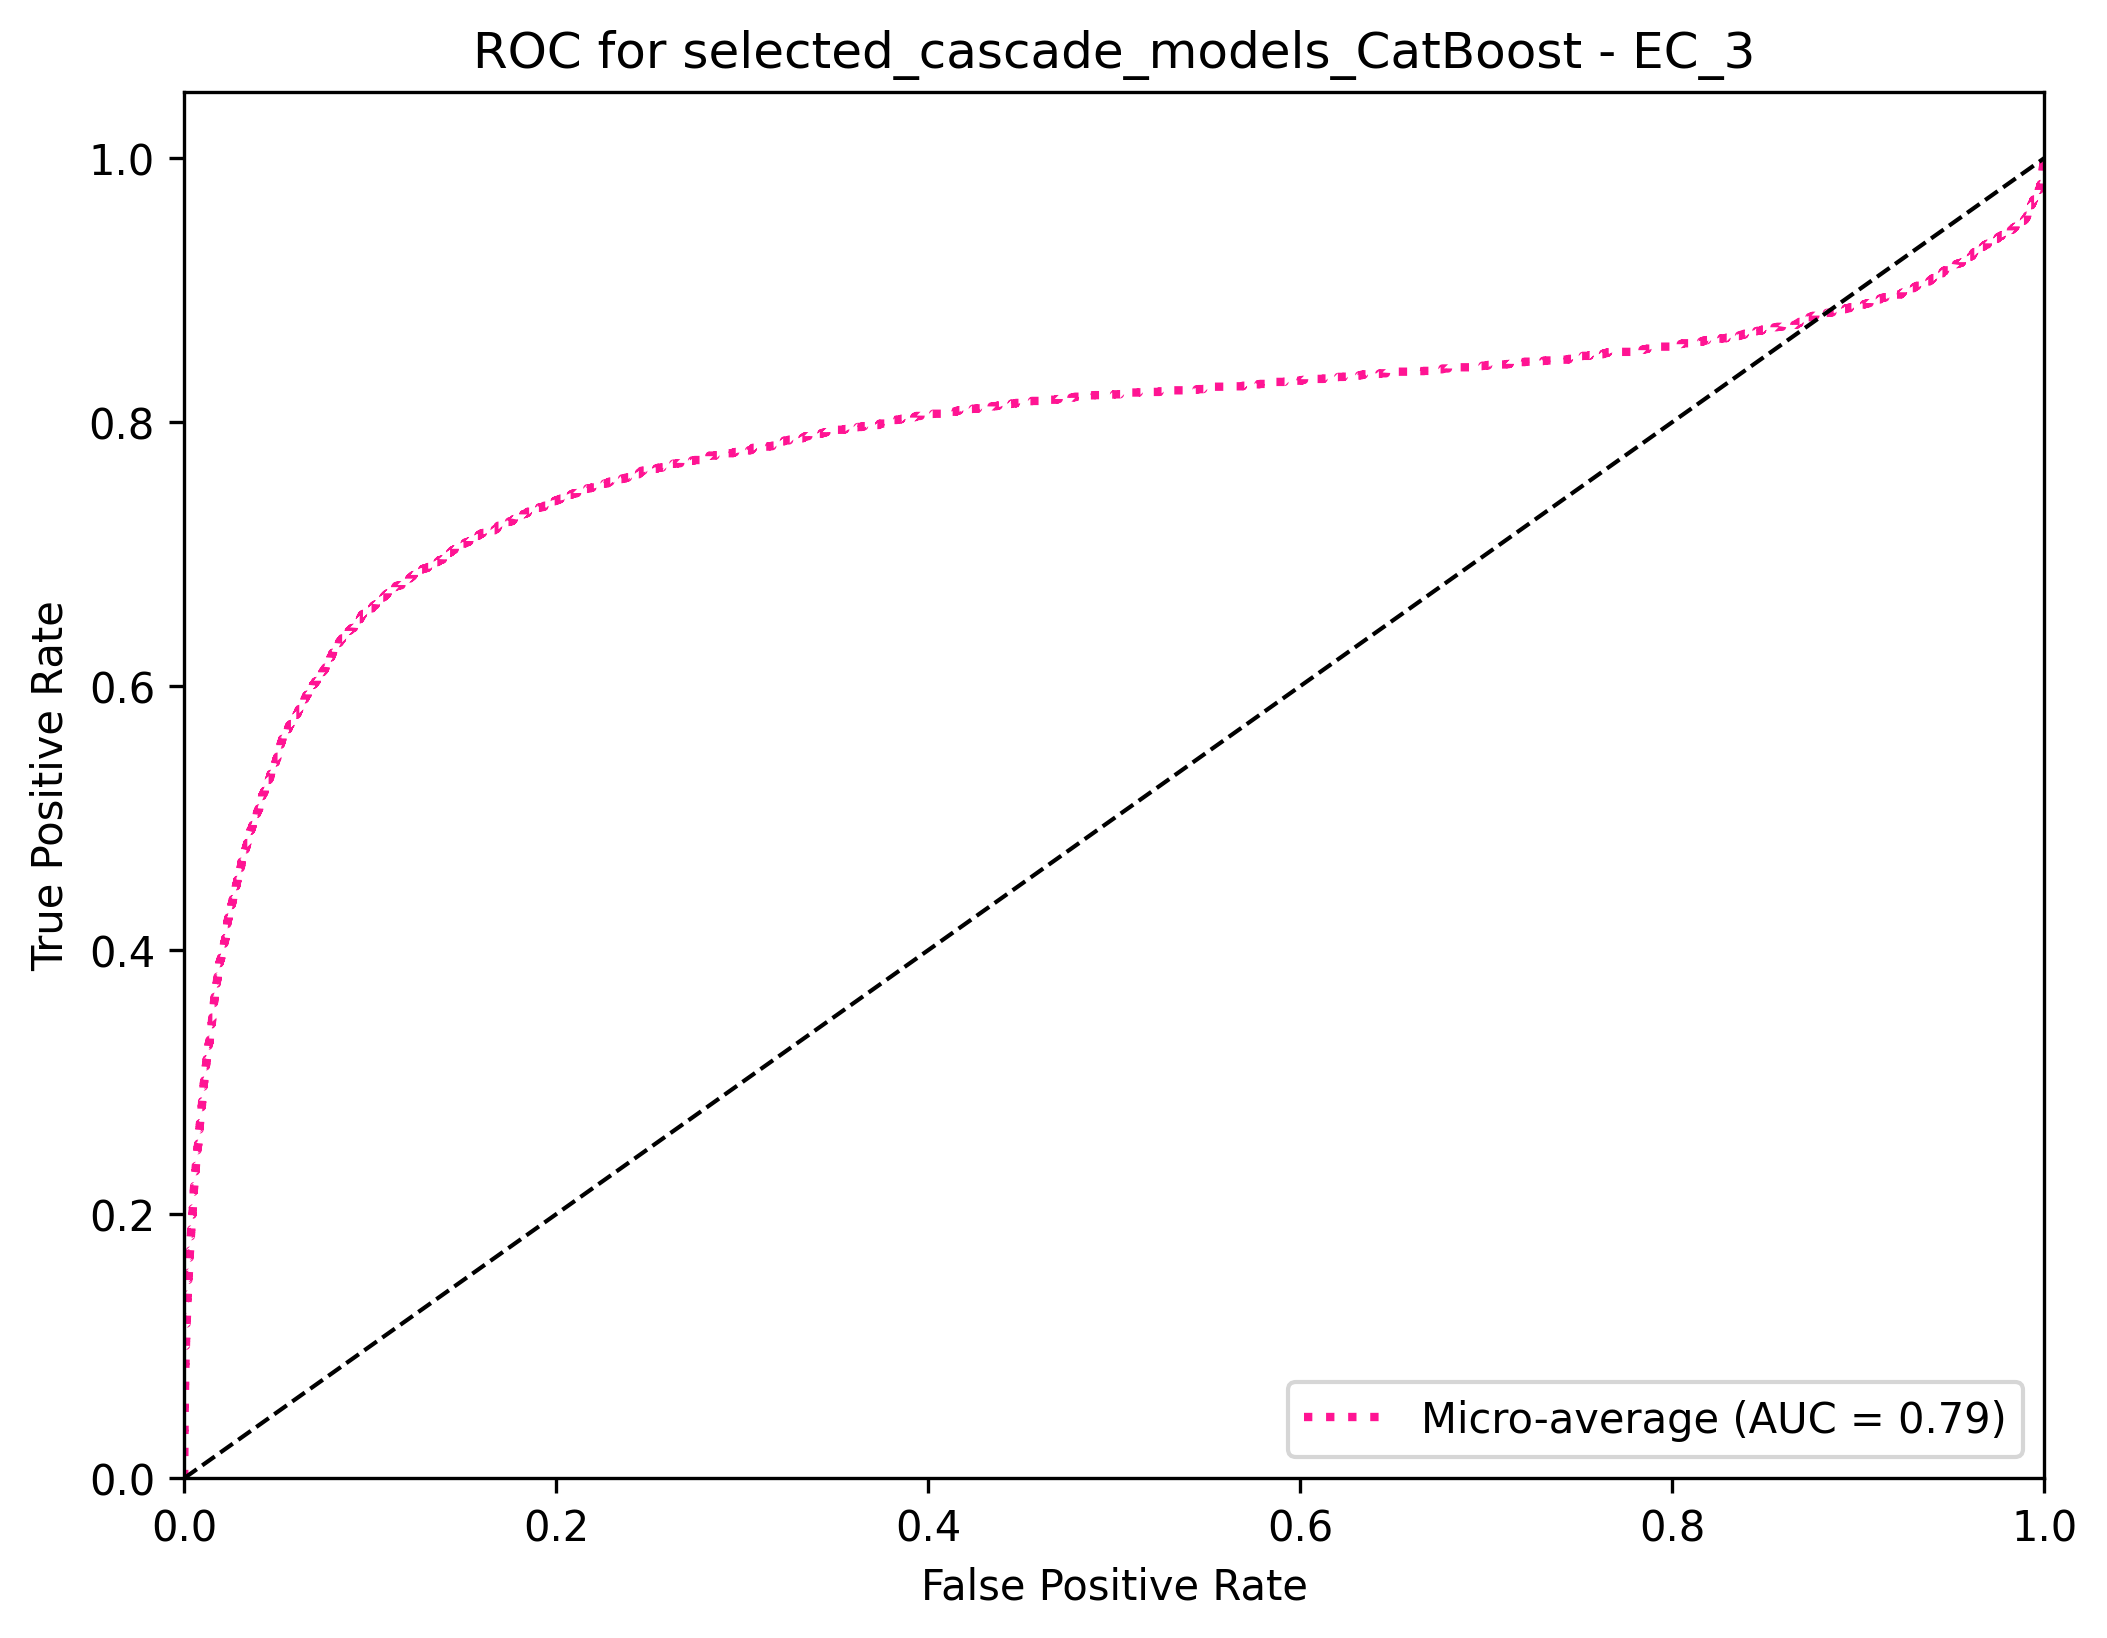 ROC for selected_cascade_models_CatBoost - EC_3
True Positive Rate
1.0
0.8
0.6
0.4
0.2
0.0
0.0 0.2 0.4 0.6 0.8 1.0
False Positive Rate
Micro-average (AUC = 0.79)